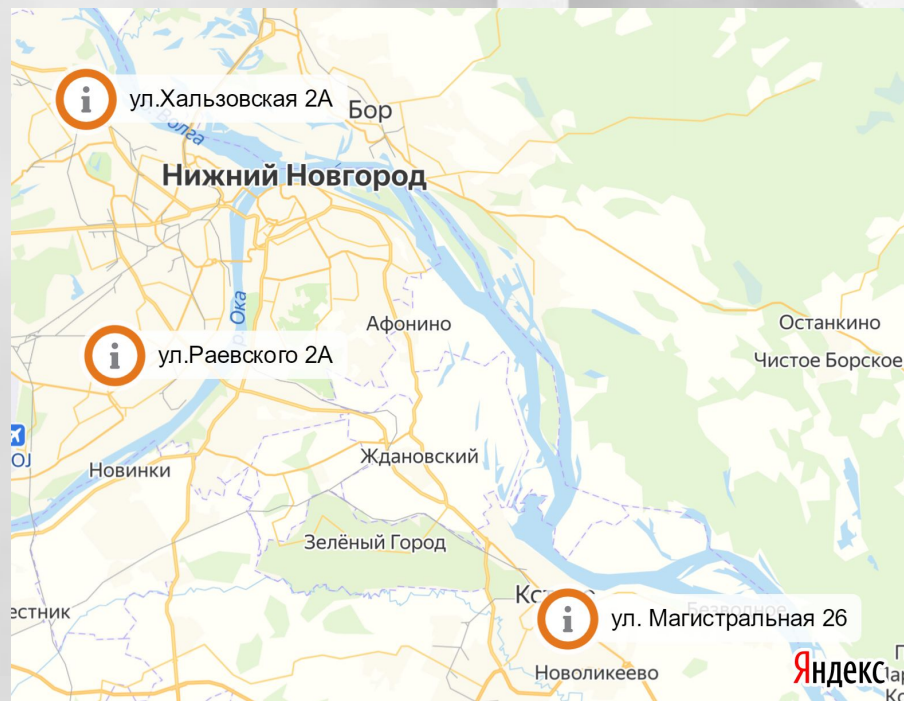 ул.Хальзовская 2А
Бор
Волга
Нижний Новгород
р. Ока
Афонино
Останкино
ул.Раевского 2А
Чистое Борское
Ждановский
Новинки
Зелёный Город
ул. Магистральная 26
Безводное
Новоликеево
Яндекс